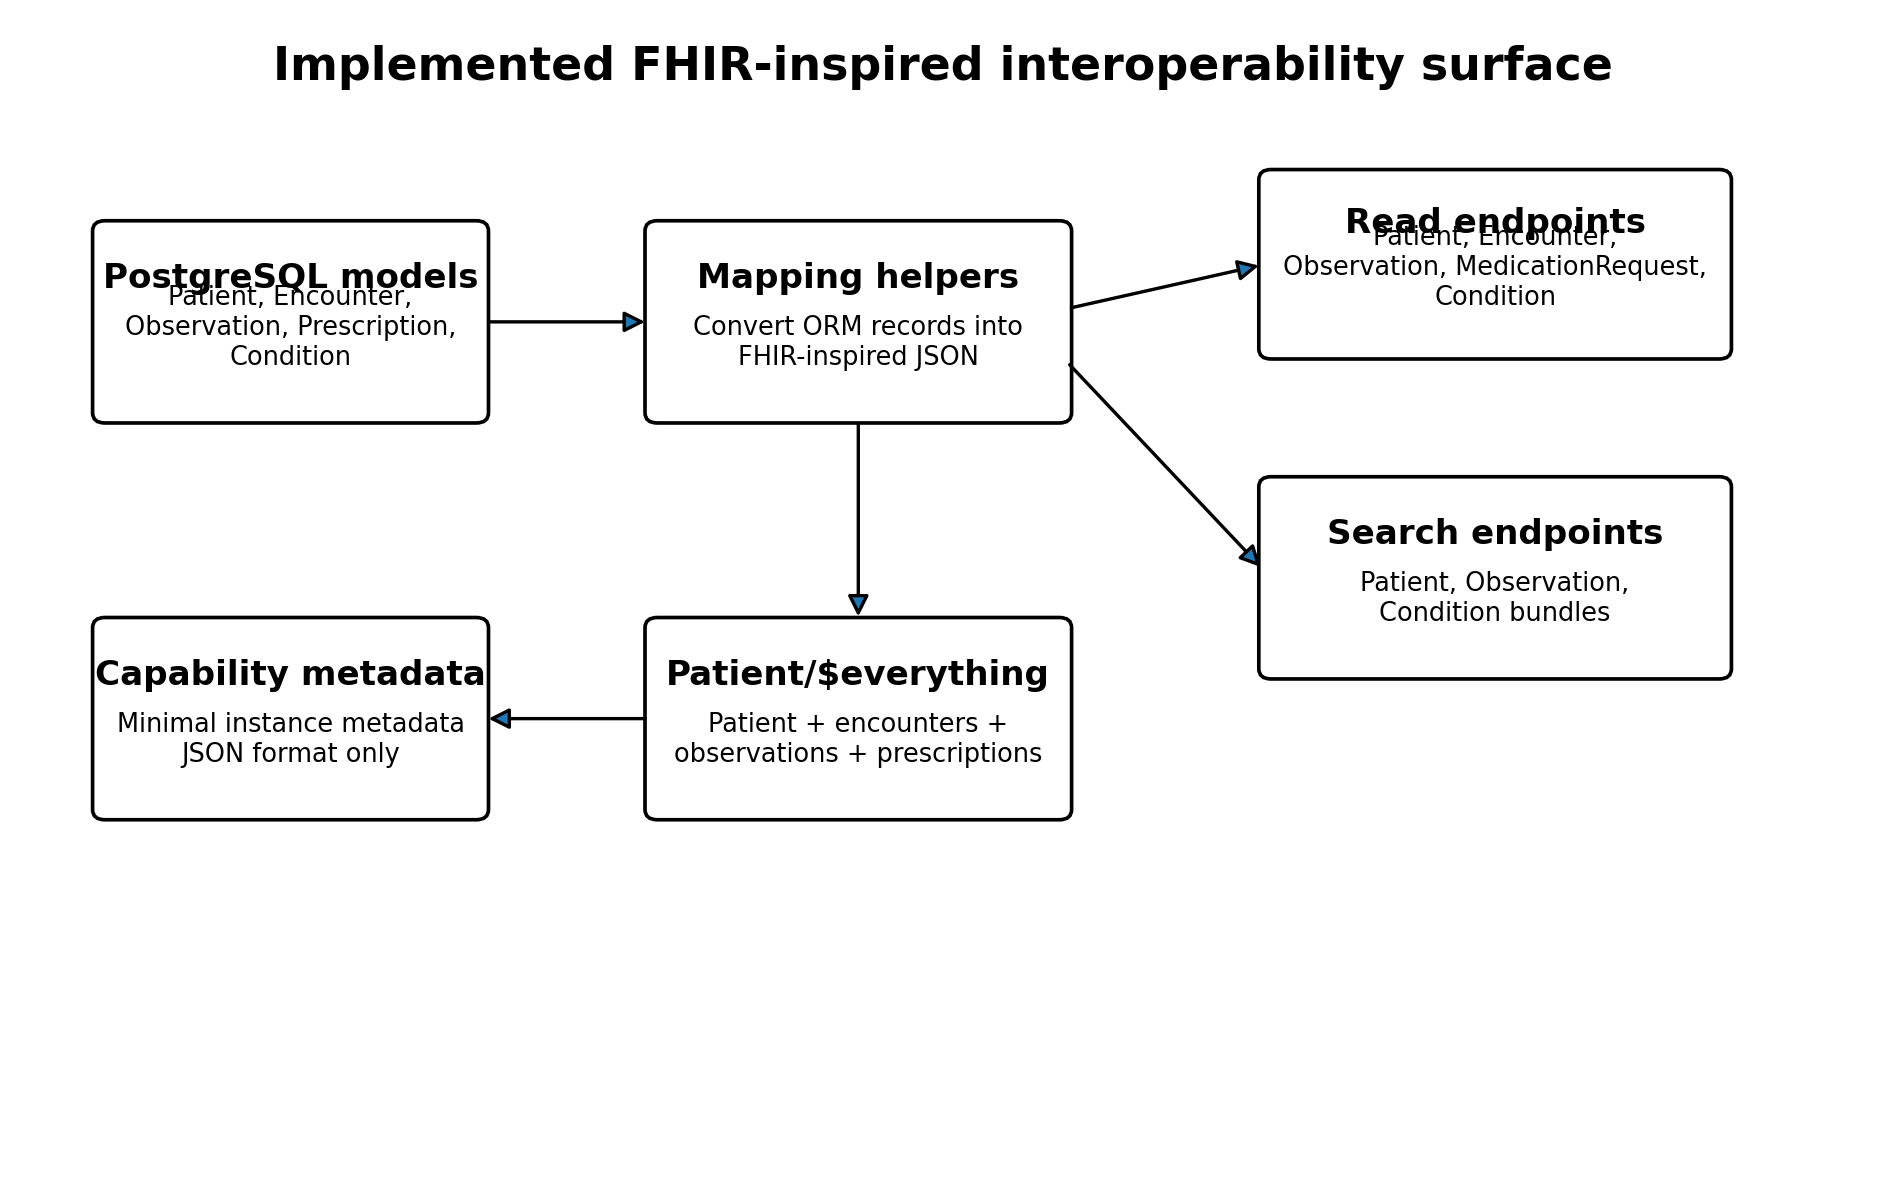 Implemented FHIR-inspired interoperability surface
PostgreSQL models
Patient, Encounter,
Observation, Prescription,
Condition
Mapping helpers
Convert ORM records into
FHIR-inspired JSON
Read endpoints
Patient, Encounter,
Observation, MedicationRequest,
Condition
Search endpoints
Patient, Observation,
Condition bundles
Capability metadata
Minimal instance metadata
JSON format only
Patient/$everything
Patient + encounters +
observations + prescriptions